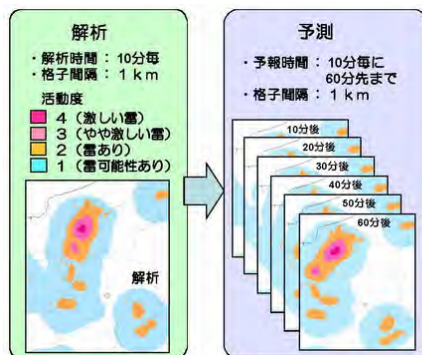 解析
・解析時間：10分毎
・格子間隔：1km
活動度
4（激しい雷）
3（やや激しい雷）
2（雷あり）
1（雷可能性あり）
解析
予測
・予報時間：10分毎に
60分先まで
・格子間隔：1km
10分後
20分後
30分後
40分後
50分後
60分後